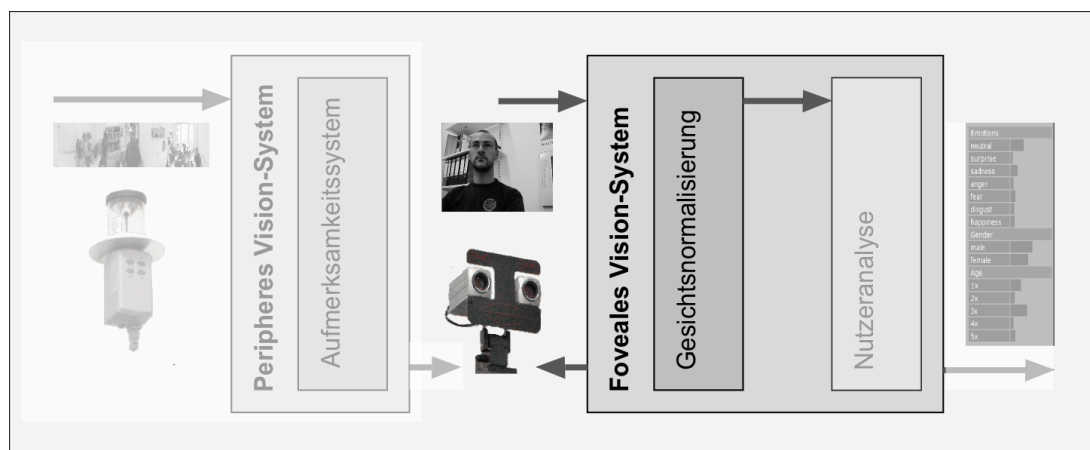 Peripheres Vision-System
Aufmerksamkeitssystem
Foveales Vision-System
Gesichtsnormalisierung
Nutzeranalyse
Emotions
neutral
surprise
sadness
anger
fear
disgust
happiness
Gender
male
female
Age
1x
2x
3x
4x
5x